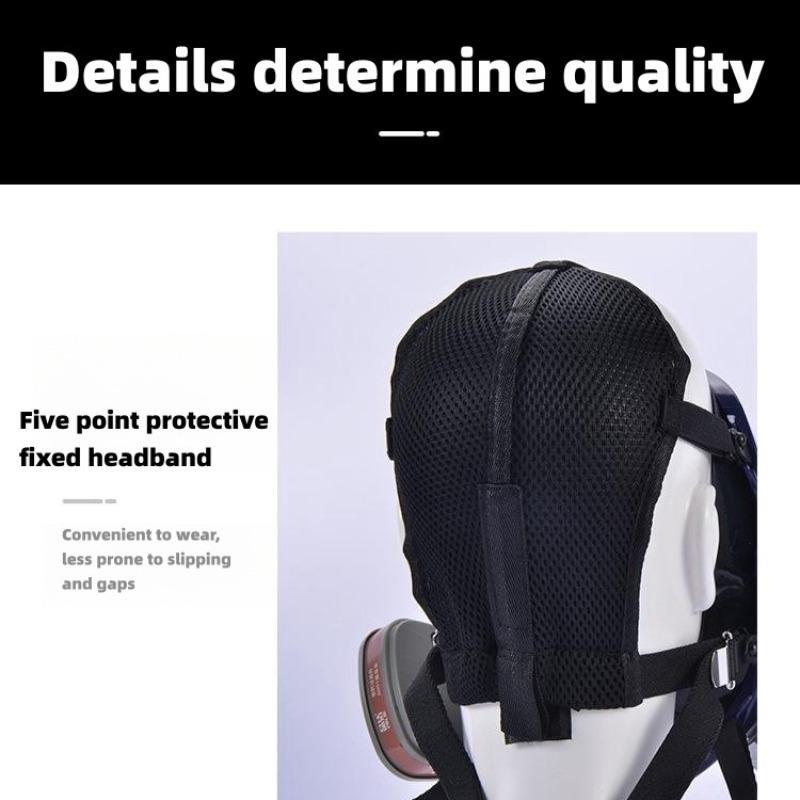 Details determine quality
Five point protective
fixed headband
Convenient to wear,
less prone to slipping
and gaps